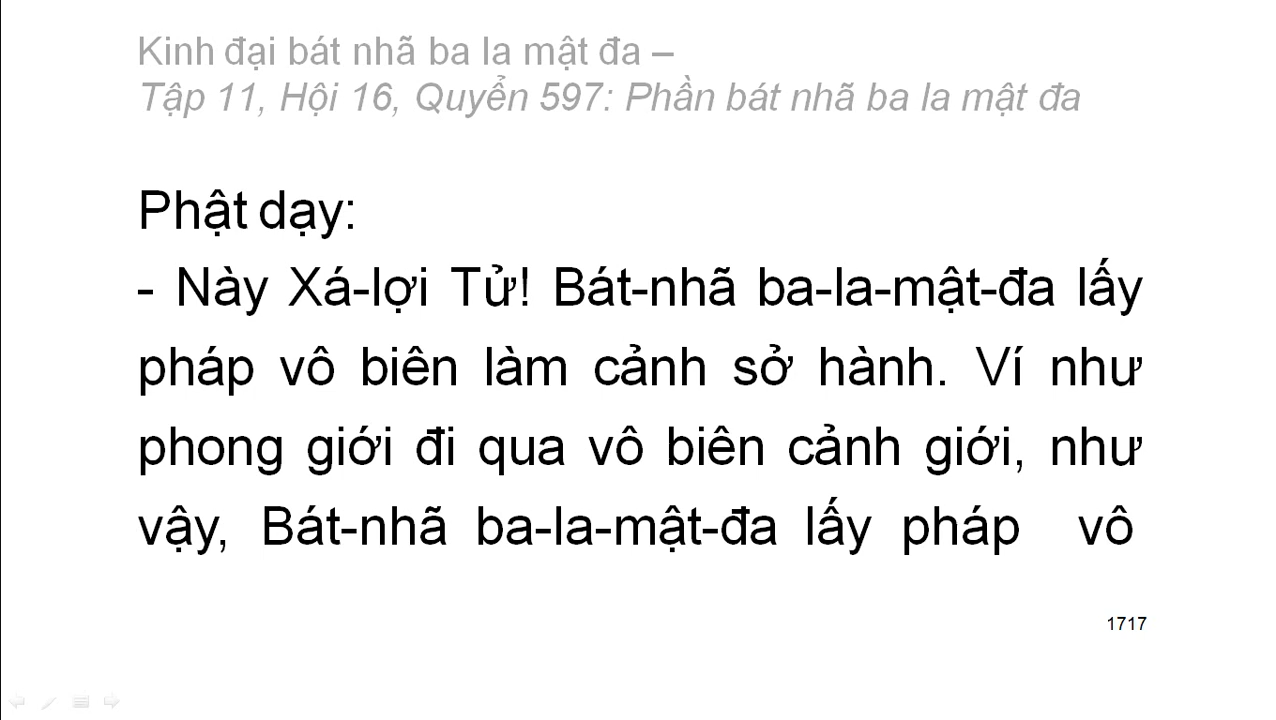 Kinh đại bát nhã ba la mật đa –
Tập 11, Hội 16, Quyển 597: Phần bát nhã ba la mật đa
Phật dạy:
- Này Xá-lợi Tử! Bát-nhã ba-la-mật-đa lấy
pháp vô biên làm cảnh sở hành. Ví như
phong giới đi qua vô biên cảnh giới, như
vậy, Bát-nhã ba-la-mật-đa lấy pháp vô
1717